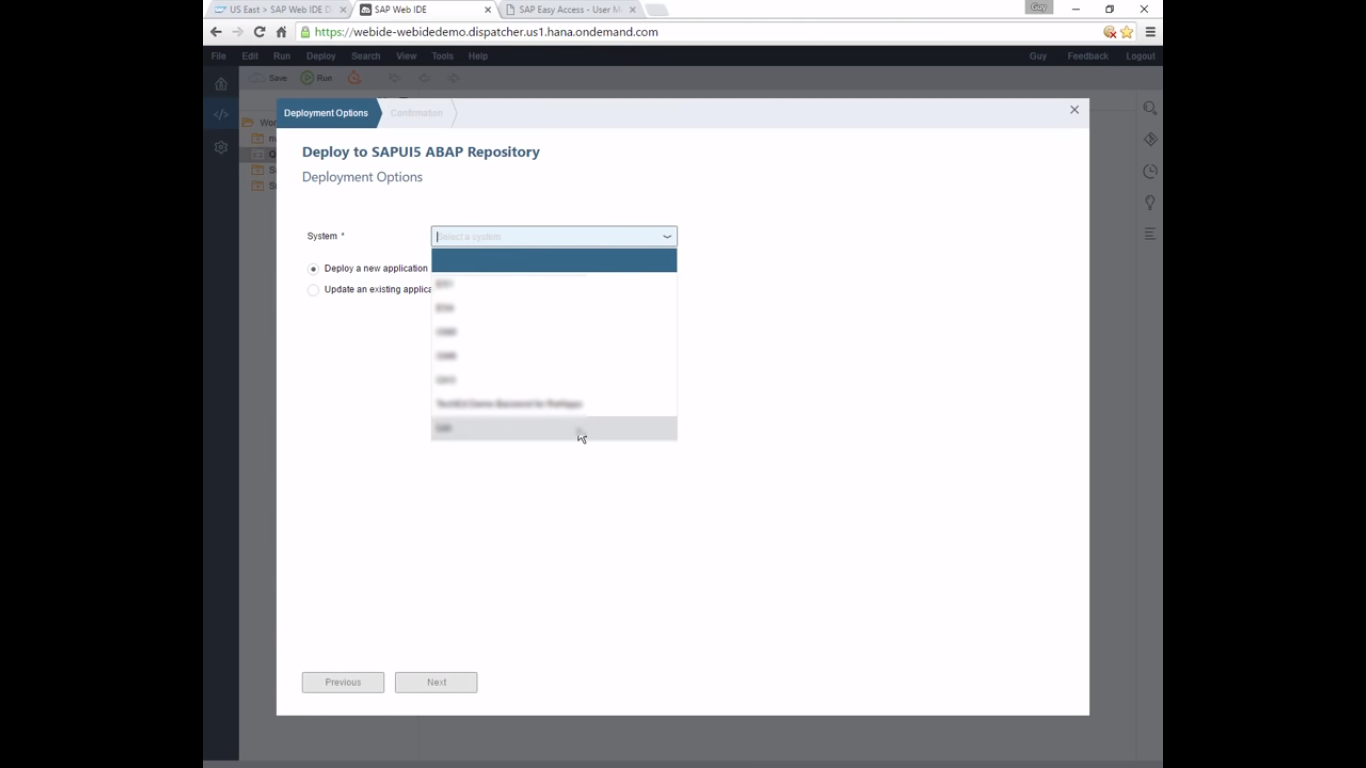 US East > SAP Web IDE D
SAP Web IDE
SAP Easy Access - User M
Guy
https://webide-webidedemo.dispatcher.us1.hana.ondemand.com
File Edit Run Deploy Search View Tools Help Guy Feedback Logout
Save Run
Deployment Options Confirmation
Deploy to SAPUI5 ABAP Repository
Deployment Options
System * Select a system
Deploy a new application
Update an existing applica
Previous Next